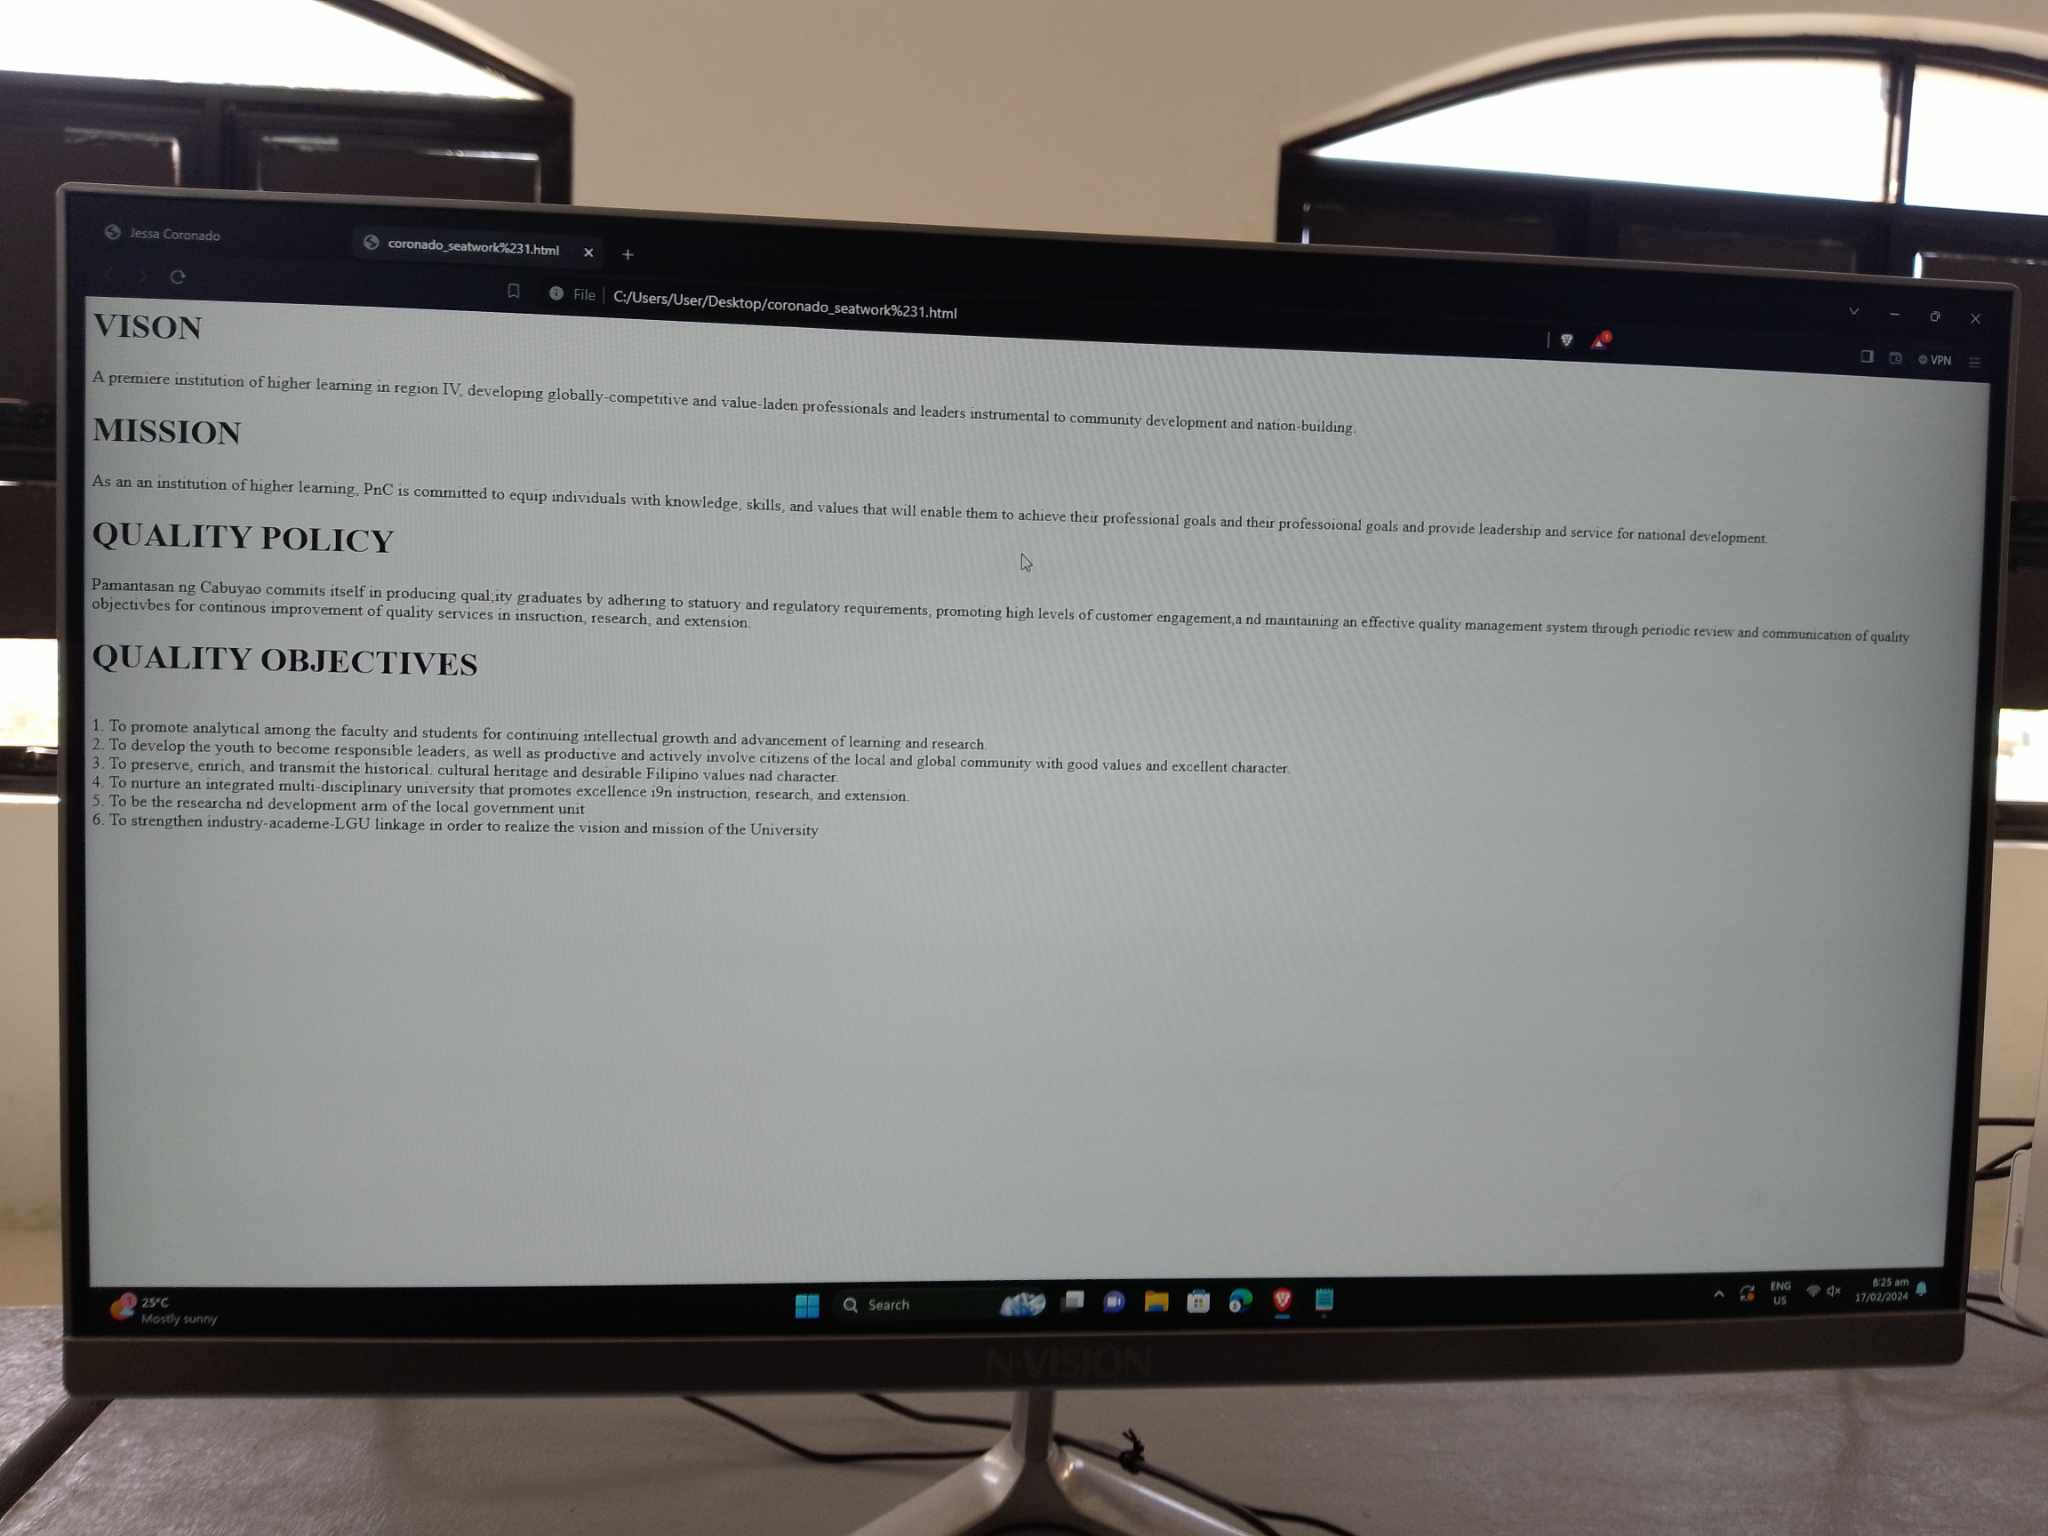 Jessa Coronado
coronado_seatwork%231.html
File
C:/Users/User/Desktop/coronado_seatwork%231.html
VPN
VISON
A premiere institution of higher learning in region IV, developing globally-competitive and value-laden professionals and leaders instrumental to community development and nation-building.
MISSION
As an an institution of higher learning, PnC is committed to equip individuals with knowledge, skills, and values that will enable them to achieve their professional goals and their professoional goals and provide leadership and service for national development.
QUALITY POLICY
Pamantasan ng Cabuyao commits itself in producing qual;ity graduates by adhering to statuory and regulatory requirements, promoting high levels of customer engagement,a nd maintaining an effective quality management system through periodic review and communication of quality
objectivbes for continous improvement of quality services in insruction, research, and extension.
QUALITY OBJECTIVES
1. To promote analytical among the faculty and students for continuing intellectual growth and advancement of learning and research.
2. To develop the youth to become responsible leaders, as well as productive and actively involve citizens of the local and global community with good values and excellent character.
3. To preserve, enrich, and transmit the historical. cultural heritage and desirable Filipino values nad character.
4. To nurture an integrated multi-disciplinary university that promotes excellence i9n instruction, research, and extension.
5. To be the researcha nd development arm of the local government unit
6. To strengthen industry-academe-LGU linkage in order to realize the vision and mission of the University
25°C
Mostly sunny
Search
ENG
US
8:25 am
17/02/2024
N-VISION